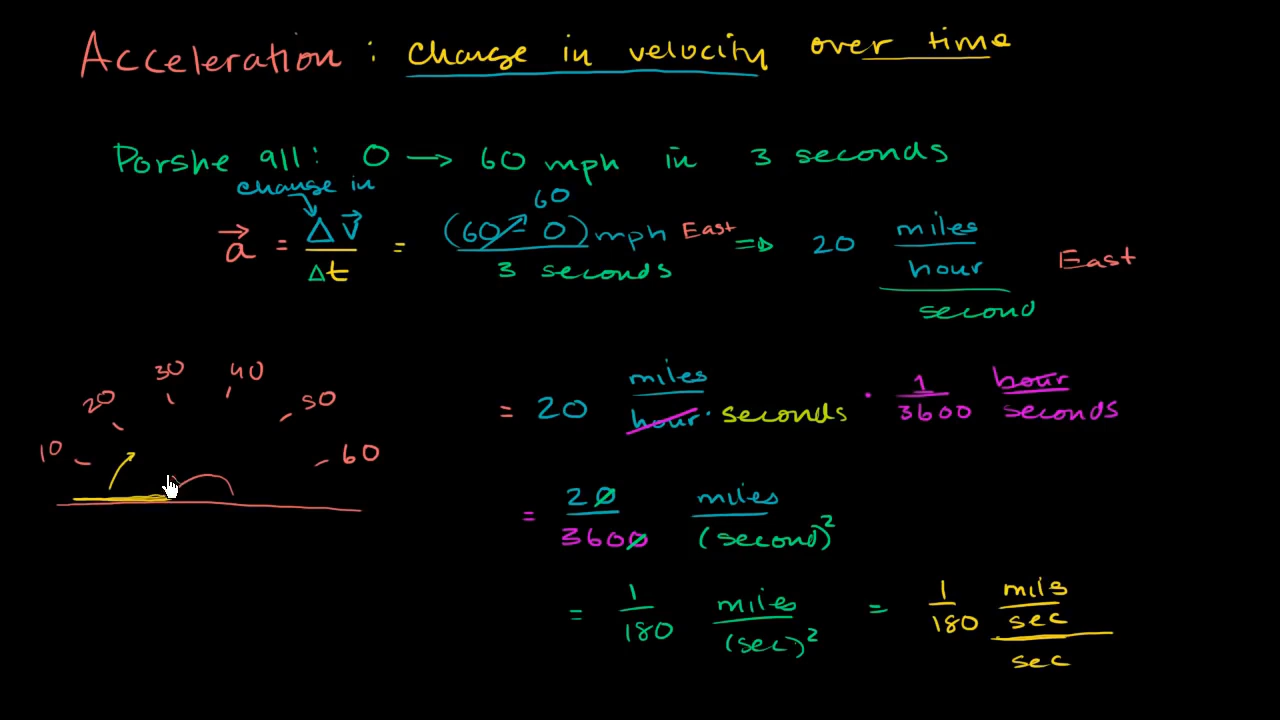 Acceleration: change in velocity over time
Porshe 911: 0 → 60 mph in 3 seconds
change in
60
a = ΔV / Δt = (60 - 0) mph East / 3 seconds ⇒ 20 miles / hour / second East
10 20 30 40 50 60
= 20 miles / hour · seconds · 1 / 3600 hour / seconds
= 20 / 3600 miles / (second)²
= 1 / 180 miles / (sec)² = 1 / 180 mils / sec / sec